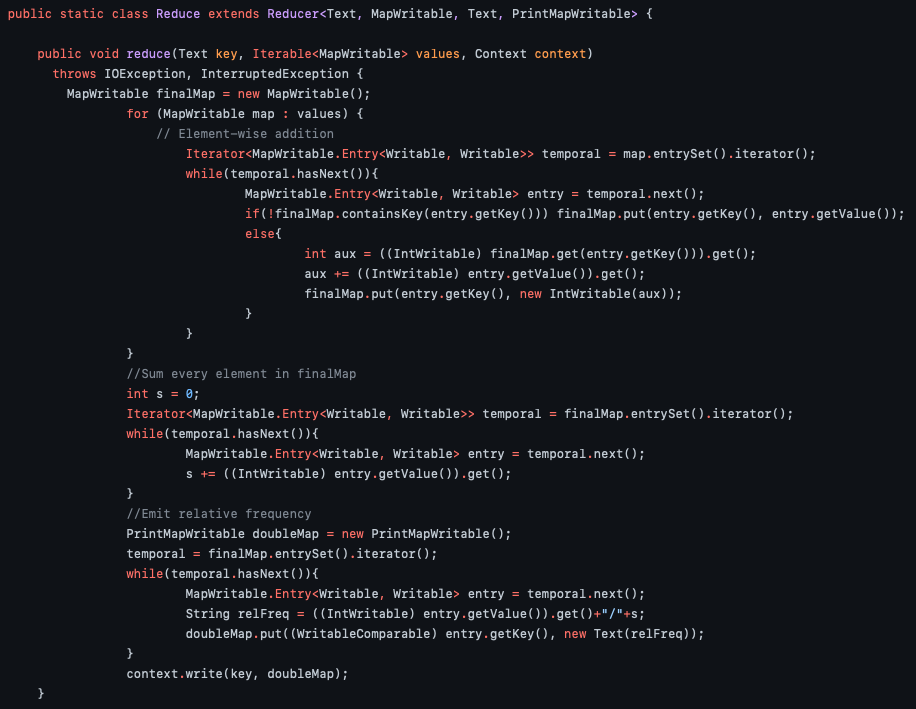 public static class Reduce extends Reducer<Text, MapWritable, Text, PrintMapWritable> {
public void reduce(Text key, Iterable<MapWritable> values, Context context)
throws IOException, InterruptedException {
MapWritable finalMap = new MapWritable();
for (MapWritable map : values) {
// Element-wise addition
Iterator<MapWritable.Entry<Writable, Writable>> temporal = map.entrySet().iterator();
while(temporal.hasNext()){
MapWritable.Entry<Writable, Writable> entry = temporal.next();
if(!finalMap.containsKey(entry.getKey())) finalMap.put(entry.getKey(), entry.getValue());
else{
int aux = ((IntWritable) finalMap.get(entry.getKey())).get();
aux += ((IntWritable) entry.getValue()).get();
finalMap.put(entry.getKey(), new IntWritable(aux));
}
}
}
//Sum every element in finalMap
int s = 0;
Iterator<MapWritable.Entry<Writable, Writable>> temporal = finalMap.entrySet().iterator();
while(temporal.hasNext()){
MapWritable.Entry<Writable, Writable> entry = temporal.next();
s += ((IntWritable) entry.getValue()).get();
}
//Emit relative frequency
PrintMapWritable doubleMap = new PrintMapWritable();
temporal = finalMap.entrySet().iterator();
while(temporal.hasNext()){
MapWritable.Entry<Writable, Writable> entry = temporal.next();
String relFreq = ((IntWritable) entry.getValue()).get()+"/"+s;
doubleMap.put((WritableComparable) entry.getKey(), new Text(relFreq));
}
context.write(key, doubleMap);
}